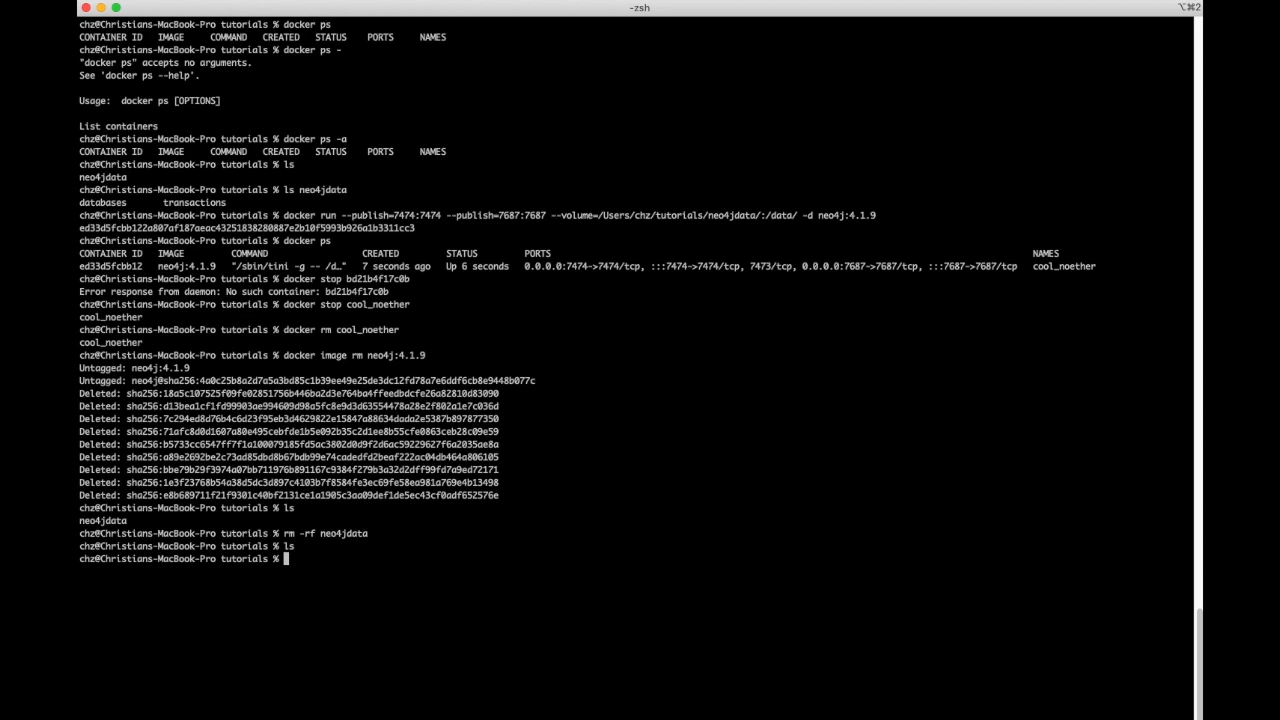 -zsh
⌥⌘2
chz@Christians-MacBook-Pro tutorials % docker ps
CONTAINER ID IMAGE COMMAND CREATED STATUS PORTS NAMES
chz@Christians-MacBook-Pro tutorials % docker ps -
"docker ps" accepts no arguments.
See 'docker ps --help'.
Usage: docker ps [OPTIONS]
List containers
chz@Christians-MacBook-Pro tutorials % docker ps -a
CONTAINER ID IMAGE COMMAND CREATED STATUS PORTS NAMES
chz@Christians-MacBook-Pro tutorials % ls
neo4jdata
chz@Christians-MacBook-Pro tutorials % ls neo4jdata
databases transactions
chz@Christians-MacBook-Pro tutorials % docker run --publish=7474:7474 --publish=7687:7687 --volume=/Users/chz/tutorials/neo4jdata/:/data/ -d neo4j:4.1.9
ed33d5fcbb122a807af187aeac43251838280887e2b10f5993b926a1b3311cc3
chz@Christians-MacBook-Pro tutorials % docker ps
CONTAINER ID IMAGE COMMAND CREATED STATUS PORTS NAMES
ed33d5fcbb12 neo4j:4.1.9 "/sbin/tini -g -- /d…" 7 seconds ago Up 6 seconds 0.0.0.0:7474->7474/tcp, :::7474->7474/tcp, 7473/tcp, 0.0.0.0:7687->7687/tcp, :::7687->7687/tcp cool_noether
chz@Christians-MacBook-Pro tutorials % docker stop bd21b4f17c0b
Error response from daemon: No such container: bd21b4f17c0b
chz@Christians-MacBook-Pro tutorials % docker stop cool_noether
cool_noether
chz@Christians-MacBook-Pro tutorials % docker rm cool_noether
cool_noether
chz@Christians-MacBook-Pro tutorials % docker image rm neo4j:4.1.9
Untagged: neo4j:4.1.9
Untagged: neo4j@sha256:4a0c25b8a2d7a5a3bd85c1b39ee49e25de3dc12fd78a7e6ddf6cb8e9448b077c
Deleted: sha256:18a5c107525f09fe02851756b446ba2d3e764ba4ffeedbdcfe26a82810d83090
Deleted: sha256:d13bea1cf1fd99903ae994609d98a5fc8e9d3d63554478a28e2f802a1e7c036d
Deleted: sha256:7c294ed8d76b4c6d23f95eb3d4629822e15847a88634dada2e5387b897877350
Deleted: sha256:71afc8d0d1607a80e495cebfde1b5e092b35c2d1ee8b55cfe0863ceb28c09e59
Deleted: sha256:b5733cc6547ff7f1a100079185fd5ac3802d0d9f2d6ac59229627f6a2035ae8a
Deleted: sha256:a89e2692be2c73ad85dbd8b67bdb99e74cadedfd2beaf222ac04db464a806105
Deleted: sha256:bbe79b29f3974a07bb711976b891167c9384f279b3a32d2dff99fd7a9ed72171
Deleted: sha256:1e3f23768b54a38d5dc3d897c4103b7f8584fe3ec69fe58ea981a769e4b13498
Deleted: sha256:e8b689711f21f9301c40bf2131ce1a1905c3aa09def1de5ec43cf0adf652576e
chz@Christians-MacBook-Pro tutorials % ls
neo4jdata
chz@Christians-MacBook-Pro tutorials % rm -rf neo4jdata
chz@Christians-MacBook-Pro tutorials % ls
chz@Christians-MacBook-Pro tutorials %